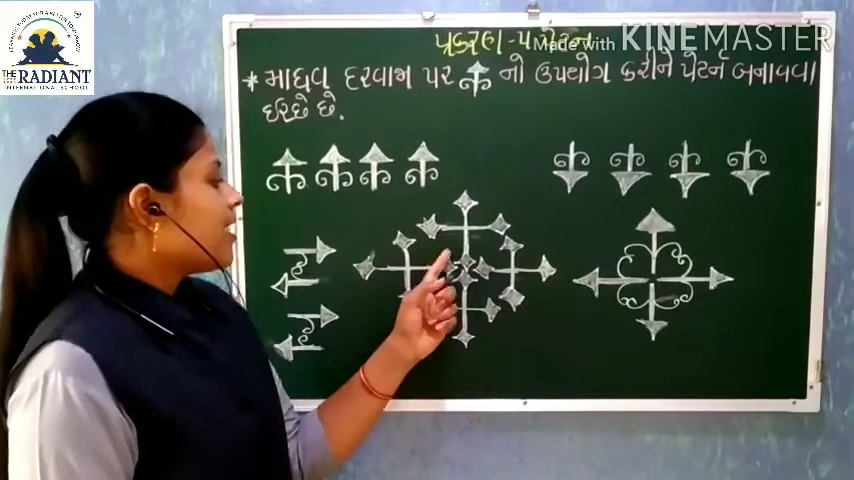 THE RADIANT
INTERNATIONAL SCHOOL
Made with KINEMASTER
પ્રકરણ-૫ પેટર્ન
* માધવ દરવાજા પર નો ઉપયોગ કરીને પેટર્ન બનાવવા
ઈચ્છે છે.